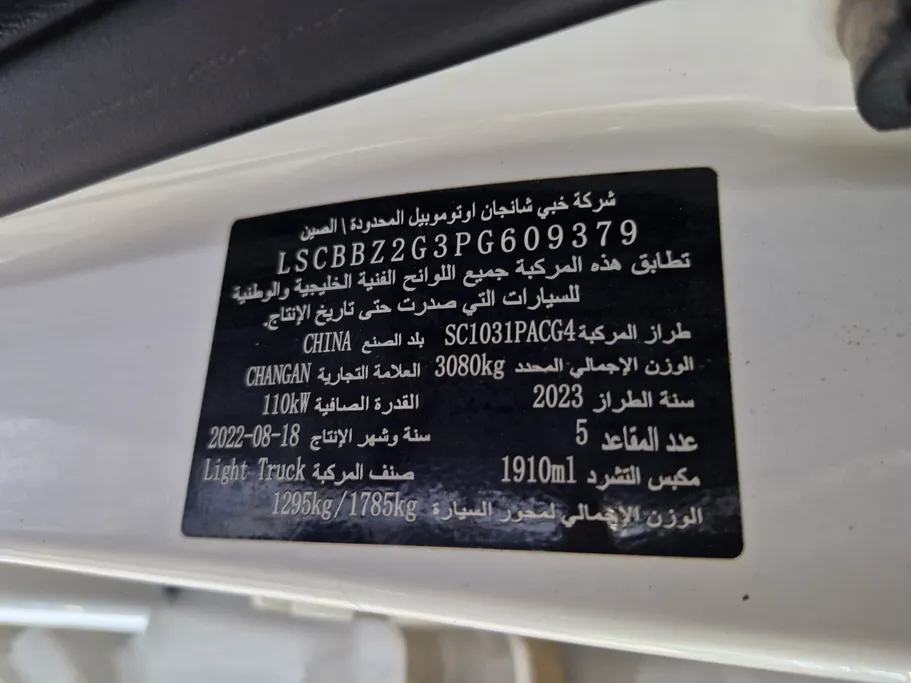 شركة خبي شانجان اوتوموبيل المحدودة \ الصين
LSCBBZ2G3PG609379
تطابق هذه المركبة جميع اللوائح الفنية الخليجية والوطنية
للسيارات التي صدرت حتى تاريخ الإنتاج.
طراز المركبة SC1031PACG4 بلد الصنع CHINA
الوزن الإجمالي المحدد 3080kg العلامة التجارية CHANGAN
سنة الطراز 2023 القدرة الصافية 110kW
عدد المقاعد 5 سنة وشهر الإنتاج 2022-08-18
مكبس التشرد 1910ml صنف المركبة Light Truck
الوزن الإجمالي لمحور السيارة 1295kg/1785kg